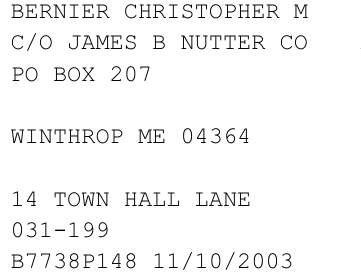 BERNIER CHRISTOPHER M
C/O JAMES B NUTTER CO
PO BOX 207
WINTHROP ME 04364
14 TOWN HALL LANE
031-199
B7738P148 11/10/2003